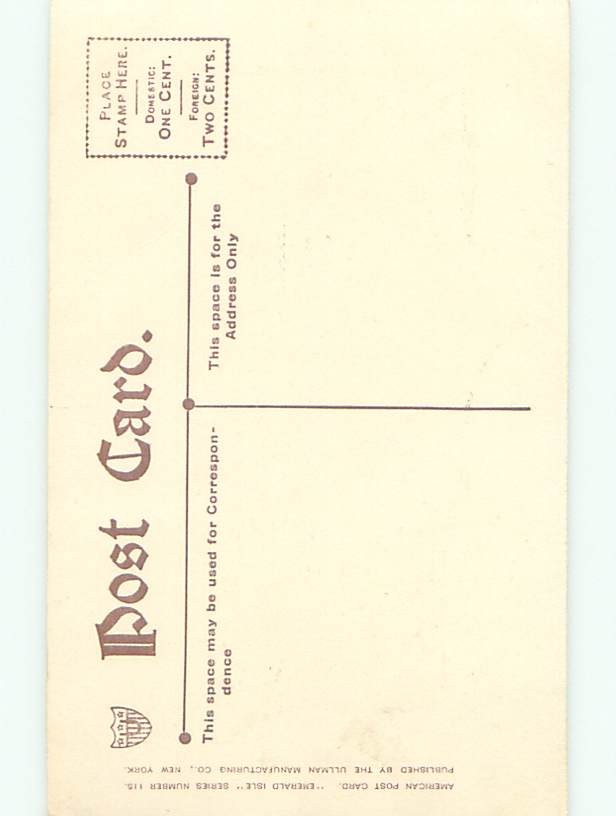 Post Card.
PLACE
STAMP HERE.
DOMESTIC:
ONE CENT.
FOREIGN:
TWO CENTS.
This space may be used for Correspon-
dence
This space is for the
Address Only
AMERICAN POST CARD. "EMERALD ISLE" SERIES NUMBER 115.
PUBLISHED BY THE ULLMAN MANUFACTURING CO., NEW YORK.